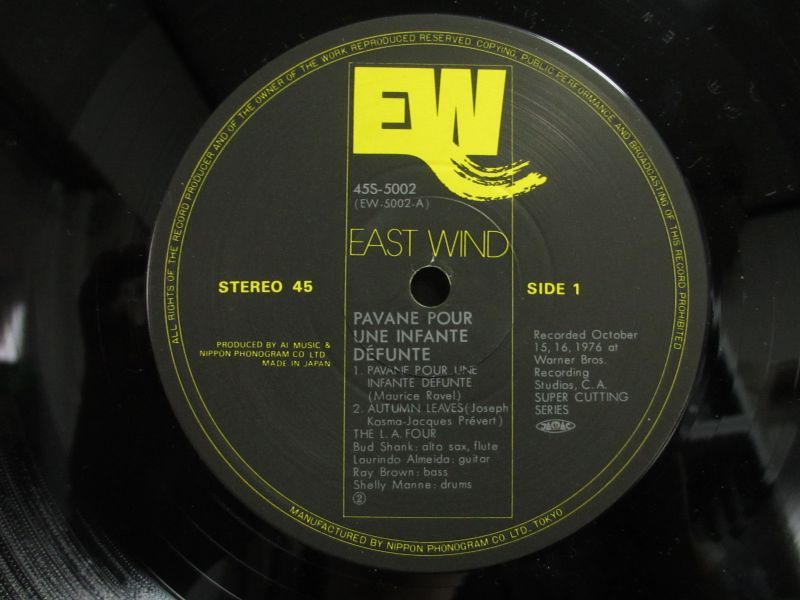 ALL RIGHTS OF THE RECORD PRODUCER AND OF THE OWNER OF THE WORK REPRODUCED RESERVED. COPYING, PUBLIC PERFORMANCE AND BROADCASTING OF THIS RECORD PROHIBITED
EW
45S-5002
(EW-5002-A)
EAST WIND
STEREO 45
SIDE 1
PRODUCED BY AI MUSIC &
NIPPON PHONOGRAM CO. LTD.
MADE IN JAPAN
PAVANE POUR
UNE INFANTE
DÉFUNTE
1. PAVANE POUR UNE
INFANTE DÉFUNTE
(Maurice Ravel)
2. AUTUMN LEAVES (Joseph
Kosma-Jacques Prévert)
THE L.A. FOUR
Bud Shank: alto sax, flute
Lourindo Almeida: guitar
Ray Brown: bass
Shelly Manne: drums
②
Recorded October
15, 16, 1976 at
Warner Bros.
Recording
Studios, C. A.
SUPER CUTTING
SERIES
JASRAC
MANUFACTURED BY NIPPON PHONOGRAM CO. LTD., TOKYO